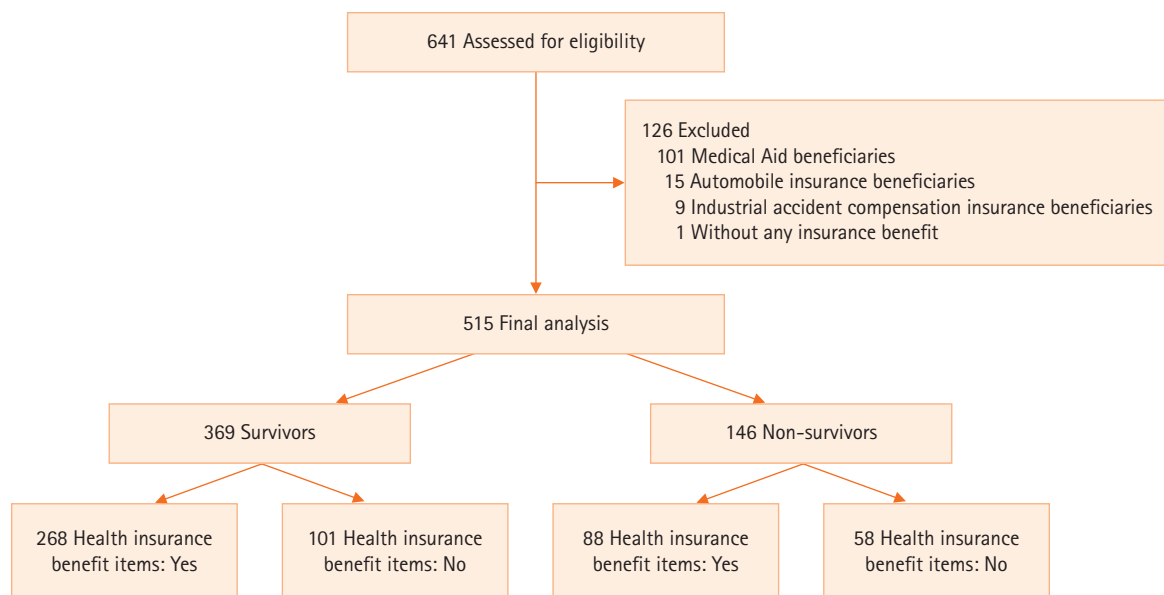 641 Assessed for eligibility
126 Excluded
101 Medical Aid beneficiaries
15 Automobile insurance beneficiaries
9 Industrial accident compensation insurance beneficiaries
1 Without any insurance benefit
515 Final analysis
369 Survivors
146 Non-survivors
268 Health insurance
benefit items: Yes
101 Health insurance
benefit items: No
88 Health insurance
benefit items: Yes
58 Health insurance
benefit items: No